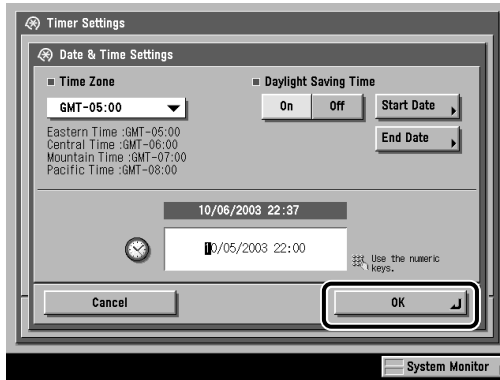 Timer Settings
Date & Time Settings
Time Zone
GMT-05:00
Eastern Time :GMT-05:00
Central Time :GMT-06:00
Mountain Time :GMT-07:00
Pacific Time :GMT-08:00
Daylight Saving Time
On Off Start Date
End Date
10/06/2003 22:37
10/05/2003 22:00
Use the numeric
keys.
Cancel OK
System Monitor